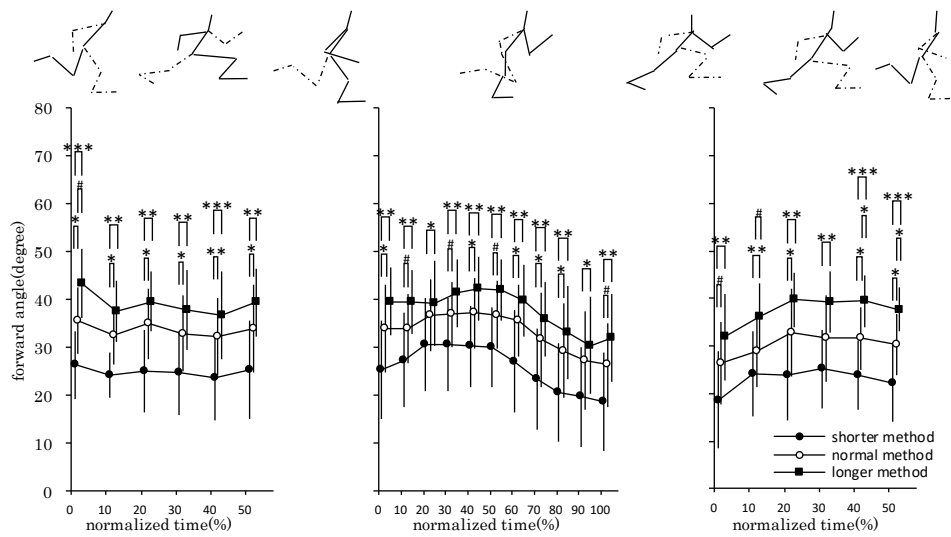 80
70
60
50
40
30
20
10
0
forward angle(degree)
*** # *
** *
** *
** *
*** **
** *
** *
** #
*
** #
** *
** #
** *
** *
** *
*
** #
** #
# **
** *
**
*** *
*** * *
0 10 20 30 40 50
normalized time(%)
0 10 20 30 40 50 60 70 80 90 100
normalized time(%)
0 10 20 30 40 50
normalized time(%)
shorter method
normal method
longer method